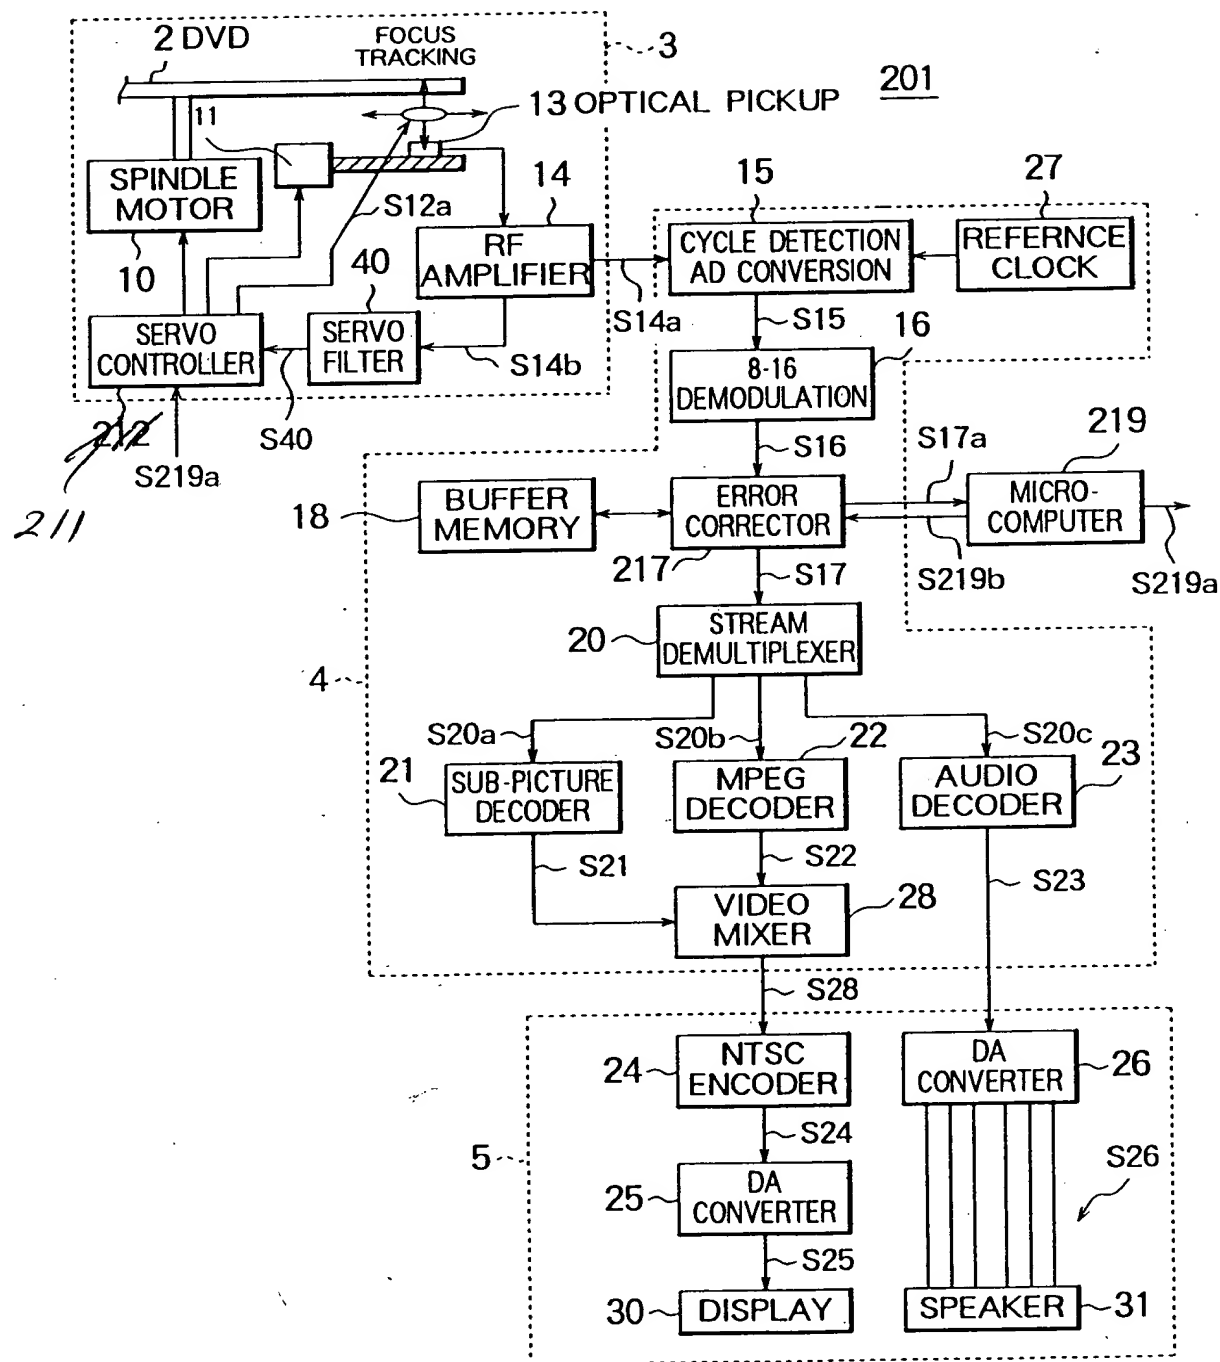 2 DVD
FOCUS
TRACKING
3
201
11
13 OPTICAL PICKUP
SPINDLE
MOTOR
10
S12a
14
RF
AMPLIFIER
15
CYCLE DETECTION
AD CONVERSION
27
REFERNCE
CLOCK
40
SERVO
FILTER
SERVO
CONTROLLER
S14a
S14b
S15
16
8-16
DEMODULATION
212
S40
S219a
211
S16
S17a
219
18
BUFFER
MEMORY
ERROR
CORRECTOR
MICRO-
COMPUTER
217
S17
S219b
S219a
20
STREAM
DEMULTIPLEXER
4
S20a
S20b
22
S20c
21
SUB-PICTURE
DECODER
MPEG
DECODER
AUDIO
DECODER
23
S21
S22
S23
VIDEO
MIXER
28
S28
24
NTSC
ENCODER
DA
CONVERTER
26
S24
5
S26
25
DA
CONVERTER
S25
30
DISPLAY
SPEAKER
31